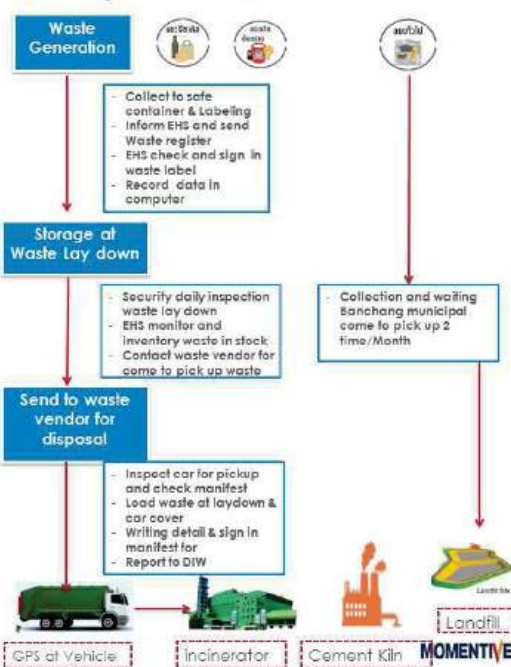 Waste
Generation
- Collect to safe
container & Labeling
- Inform EHS and send
Waste register
- EHS check and sign in
waste label
- Record data in
computer
Storage at
Waste Lay down
- Security daily inspection
waste lay down
- EHS monitor and
inventory waste in stock
- Contact waste vendor for
come to pick up waste
- Collection and waiting
Banchang municipal
come to pick up 2
time/Month
Send to waste
vendor for
disposal
- Inspect car for pickup
and check manifest
- Load waste at laydown &
car cover
- Writing detail & sign in
manifest for
- Report to DIW
GPS at Vehicle
Incinerator
Cement Kiln
Landfill
MOMENTIVE